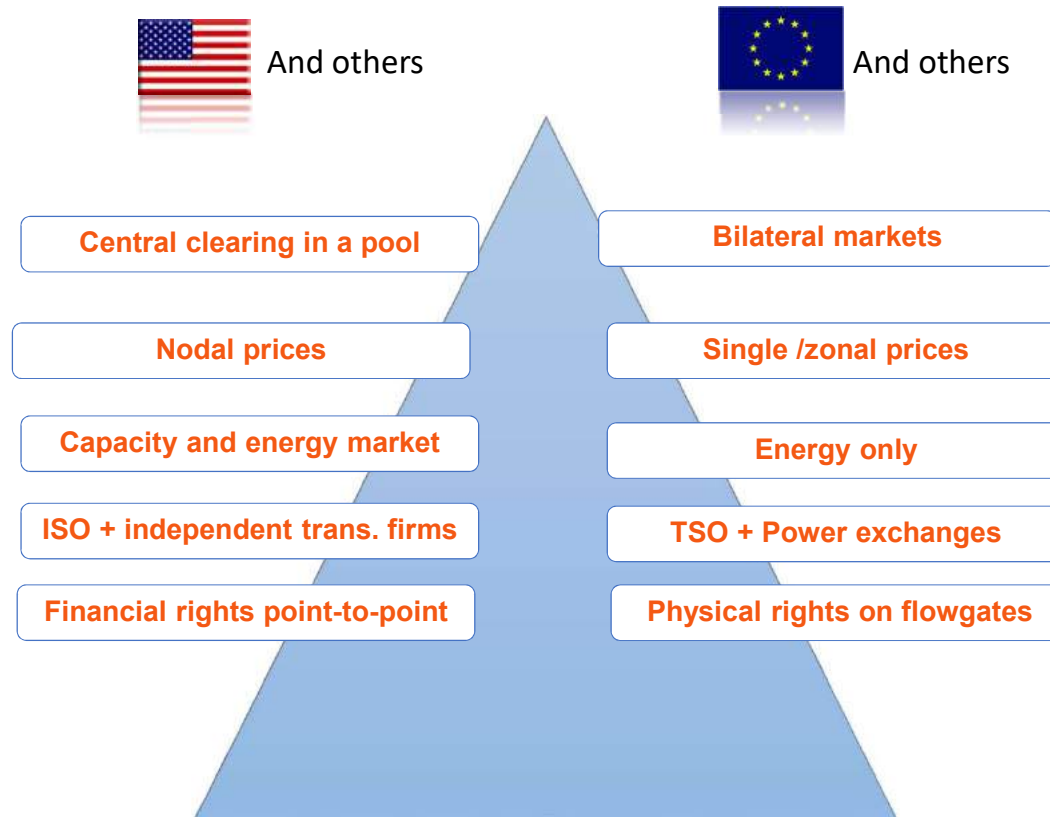 And others
And others
Central clearing in a pool
Bilateral markets
Nodal prices
Single /zonal prices
Capacity and energy market
Energy only
ISO + independent trans. firms
TSO + Power exchanges
Financial rights point-to-point
Physical rights on flowgates